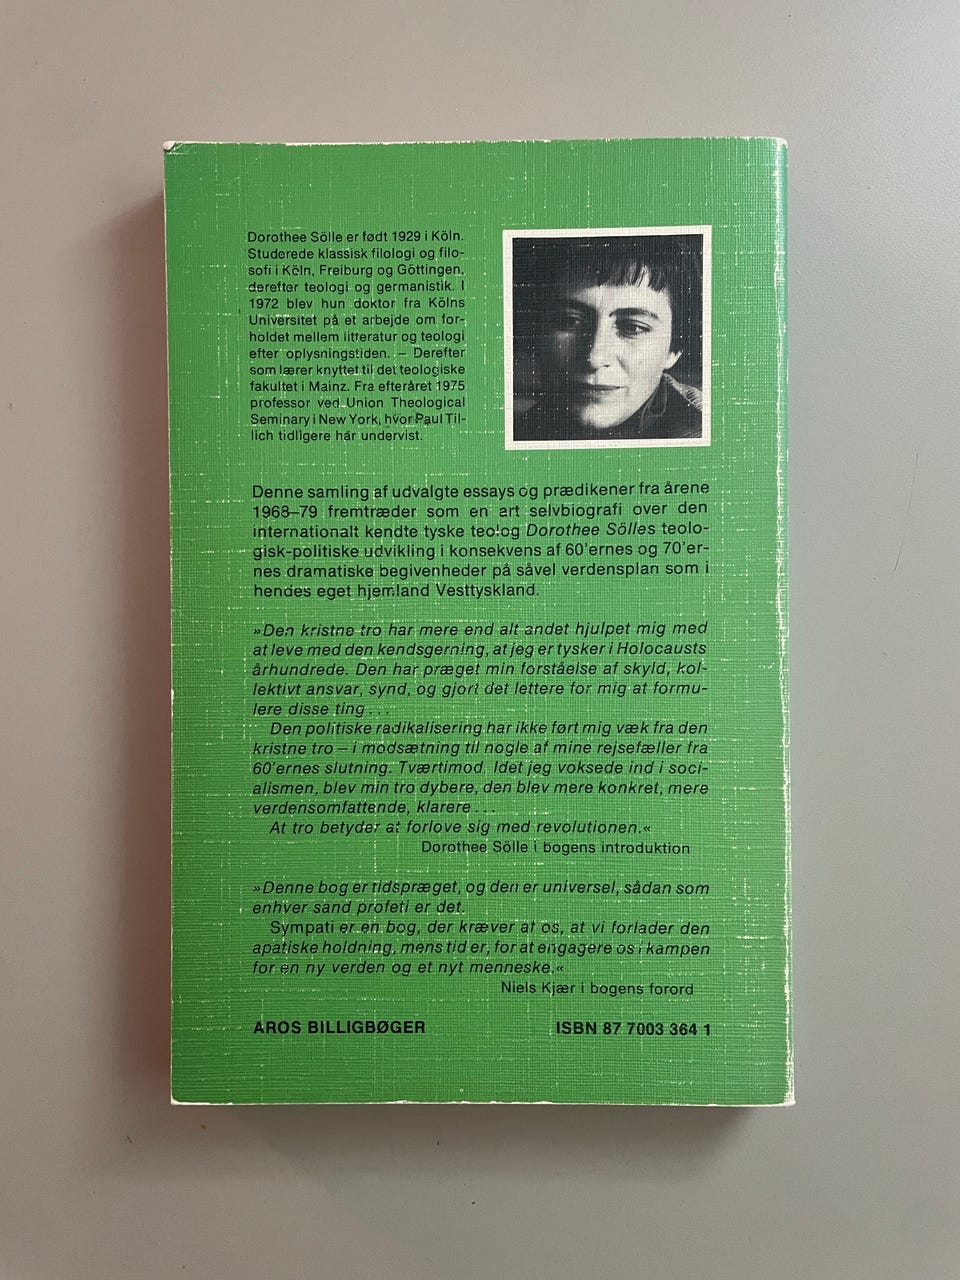 Dorothee Sölle er født 1929 i Köln.
Studerede klassisk filologi og filo-
sofi i Köln, Freiburg og Göttingen,
derefter teologi og germanistik. I
1972 blev hun doktor fra Kölns
Universitet på et arbejde om for-
holdet mellem litteratur og teologi
efter oplysningstiden. – Derefter
som lærer knyttet til det teologiske
fakultet i Mainz. Fra efteråret 1975
professor ved Union Theological
Seminary i New York, hvor Paul Til-
lich tidligere har undervist.
Denne samling af udvalgte essays og prædikener fra årene
1968–79 fremtræder som en art selvbiografi over den
internationalt kendte tyske teolog Dorothee Sölles teolo-
gisk-politiske udvikling i konsekvens af 60'ernes og 70'er-
nes dramatiske begivenheder på såvel verdensplan som i
hendes eget hjemland Vesttyskland.
»Den kristne tro har mere end alt andet hjulpet mig med
at leve med den kendsgerning, at jeg er tysker i Holocausts
århundrede. Den har præget min forståelse af skyld, kol-
lektivt ansvar, synd, og gjort det lettere for mig at formu-
lere disse ting . . .
Den politiske radikalisering har ikke ført mig væk fra den
kristne tro – i modsætning til nogle af mine rejsefæller fra
60'ernes slutning. Tværtimod. Idet jeg voksede ind i soci-
alismen, blev min tro dybere, den blev mere konkret, mere
verdensomfattende, klarere . . .
At tro betyder at forlove sig med revolutionen.«
Dorothee Sölle i bogens introduktion
»Denne bog er tidspræget, og den er universel, sådan som
enhver sand profeti er det.
Sympati er en bog, der kræver af os, at vi forlader den
apatiske holdning, mens tid er, for at engagere os i kampen
for en ny verden og et nyt menneske.«
Niels Kjær i bogens forord
AROS BILLIGBØGER
ISBN 87 7003 364 1